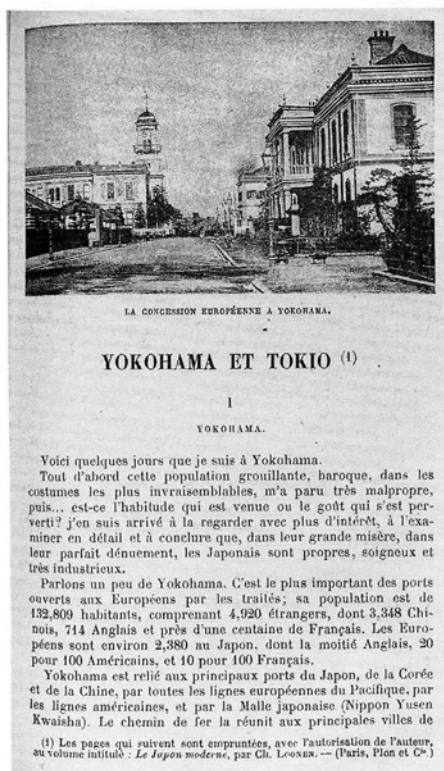 LA CONCESSION EUROPÉENNE A YOKOHAMA.
YOKOHAMA ET TOKIO (1)
1
YOKOHAMA.
Voici quelques jours que je suis à Yokohama.
Tout d'abord cette population grouillante, baroque, dans les
costumes les plus invraisemblables, m'a paru très malpropre,
puis... est-ce l'habitude qui est venue ou le goût qui s'est per-
verti? j'en suis arrivé à la regarder avec plus d'intérêt, à l'exa-
miner en détail et à conclure que, dans leur grande misère, dans
leur parfait dénuement, les Japonais sont propres, soigneux et
très industrieux.
Parlons un peu de Yokohama. C'est le plus important des ports
ouverts aux Européens par les traités; sa population est de
132,809 habitants, comprenant 4,920 étrangers, dont 3,348 Chi-
nois, 714 Anglais et près d'une centaine de Français. Les Euro-
péens sont environ 2,380 au Japon, dont la moitié Anglais, 20
pour 100 Américains, et 10 pour 100 Français.
Yokohama est relié aux principaux ports du Japon, de la Corée
et de la Chine, par toutes les lignes européennes du Pacifique, par
les lignes américaines, et par la Malle japonaise (Nippon Yusen
Kwaisha). Le chemin de fer la réunit aux principales villes de
(1) Les pages qui suivent sont empruntées, avec l'autorisation de l'auteur,
au volume intitulé : Le Japon moderne, par Ch. LOONEN. — (Paris, Plon et Cie.)